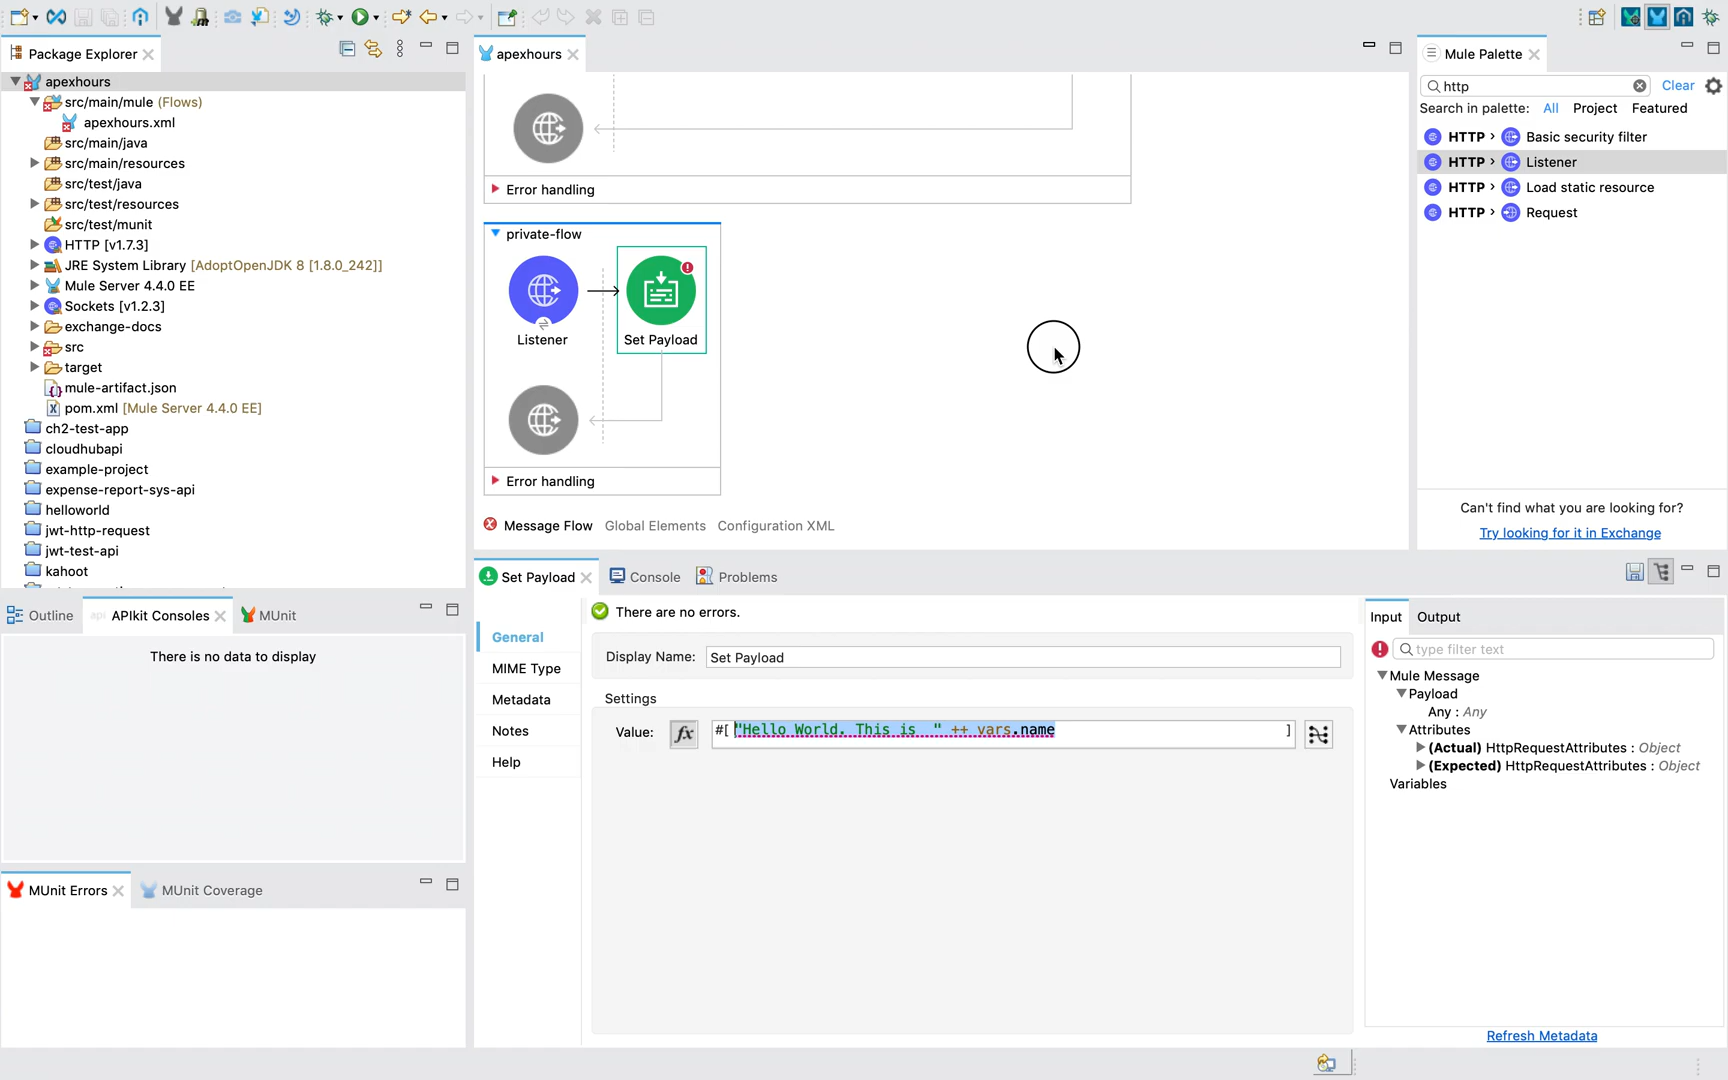 Package Explorer
apexhours
Mule Palette
apexhours
src/main/mule (Flows)
apexhours.xml
src/main/java
src/main/resources
src/test/java
src/test/resources
src/test/munit
HTTP [v1.7.3]
JRE System Library [AdoptOpenJDK 8 [1.8.0_242]]
Mule Server 4.4.0 EE
Sockets [v1.2.3]
exchange-docs
src
target
mule-artifact.json
pom.xml [Mule Server 4.4.0 EE]
ch2-test-app
cloudhubapi
example-project
expense-report-sys-api
helloworld
jwt-http-request
jwt-test-api
kahoot
Error handling
private-flow
Listener
Set Payload
Error handling
Message Flow Global Elements Configuration XML
http
Clear
Search in palette: All Project Featured
HTTP > Basic security filter
HTTP > Listener
HTTP > Load static resource
HTTP > Request
Can't find what you are looking for?
Try looking for it in Exchange
Outline
api APIkit Consoles
MUnit
There is no data to display
MUnit Errors
MUnit Coverage
Set Payload
Console
Problems
There are no errors.
General
MIME Type
Metadata
Notes
Help
Display Name: Set Payload
Settings
Value: fx #[ "Hello World. This is  " ++ vars.name ]
Input Output
type filter text
Mule Message
Payload
Any : Any
Attributes
(Actual) HttpRequestAttributes : Object
(Expected) HttpRequestAttributes : Object
Variables
Refresh Metadata